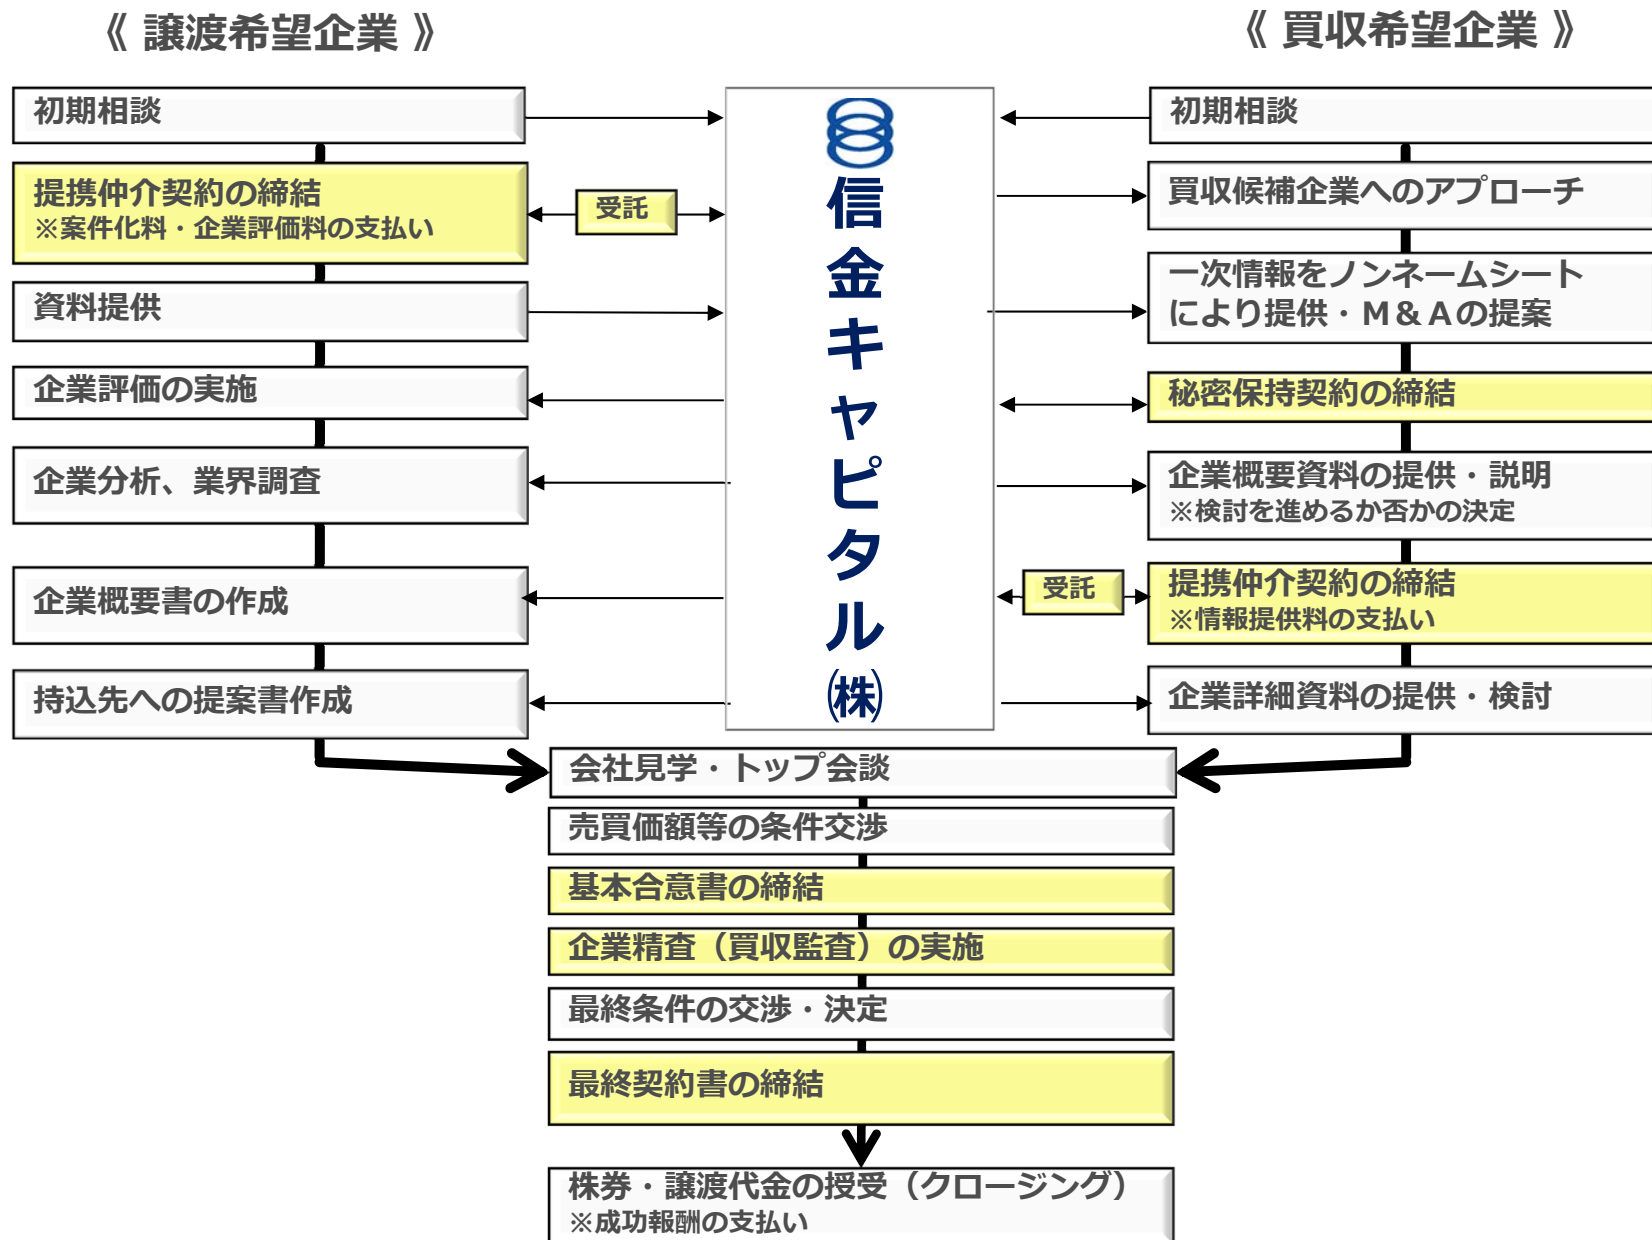 《 譲渡希望企業 》
初期相談
提携仲介契約の締結
※案件化料・企業評価料の支払い
受託
資料提供
企業評価の実施
企業分析、業界調査
企業概要書の作成
持込先への提案書作成
信金キャピタル㈱
《 買収希望企業 》
初期相談
買収候補企業へのアプローチ
一次情報をノンネームシート
により提供・Ｍ＆Ａの提案
秘密保持契約の締結
企業概要資料の提供・説明
※検討を進めるか否かの決定
受託
提携仲介契約の締結
※情報提供料の支払い
企業詳細資料の提供・検討
会社見学・トップ会談
売買価額等の条件交渉
基本合意書の締結
企業精査（買収監査）の実施
最終条件の交渉・決定
最終契約書の締結
株券・譲渡代金の授受（クロージング）
※成功報酬の支払い